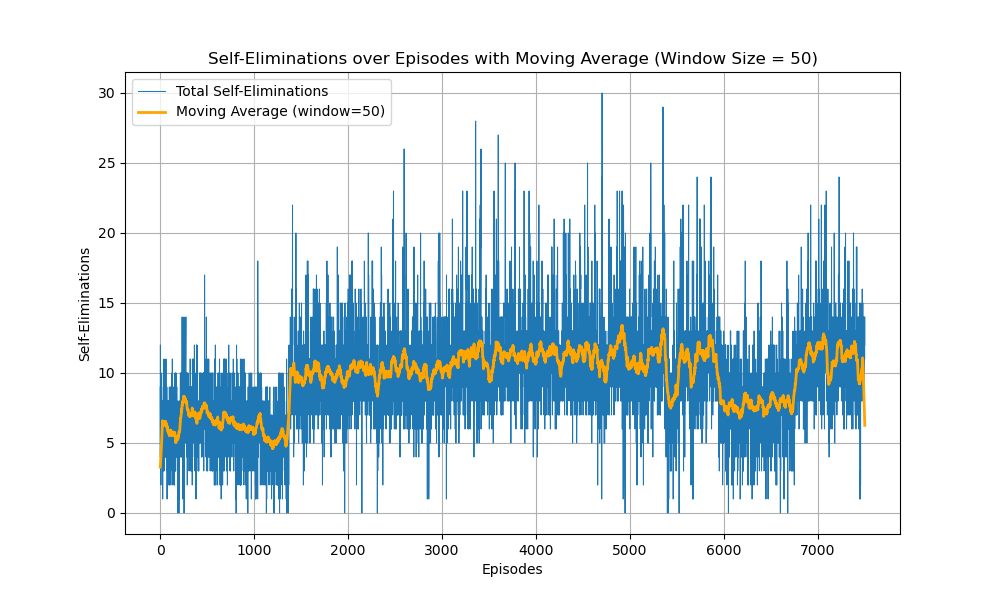 Self-Eliminations over Episodes with Moving Average (Window Size = 50)
Total Self-Eliminations
Moving Average (window=50)
Self-Eliminations
30
25
20
15
10
5
0
0 1000 2000 3000 4000 5000 6000 7000
Episodes